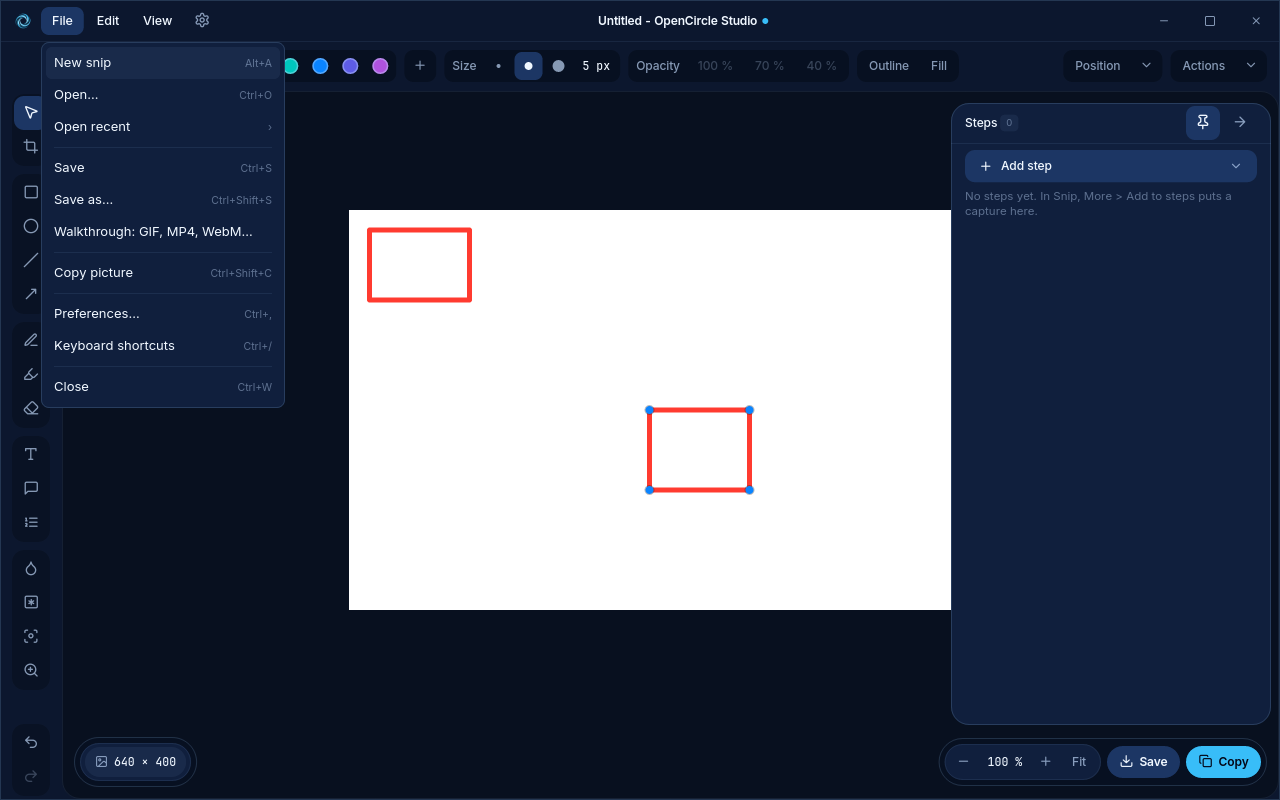 File Edit View Untitled - OpenCircle Studio
New snip Alt+A
Open... Ctrl+O
Open recent
Save Ctrl+S
Save as... Ctrl+Shift+S
Walkthrough: GIF, MP4, WebM...
Copy picture Ctrl+Shift+C
Preferences... Ctrl+,
Keyboard shortcuts Ctrl+/
Close Ctrl+W
Size 5 px Opacity 100 % 70 % 40 % Outline Fill Position Actions
Steps 0
Add step
No steps yet. In Snip, More > Add to steps puts a
capture here.
640 × 400
100 % Fit Save Copy